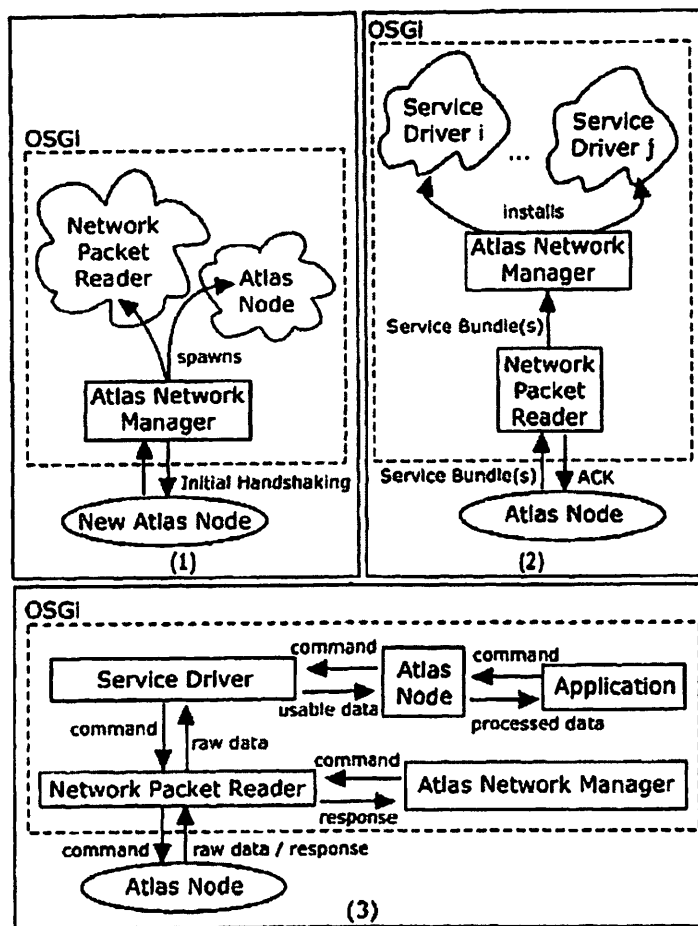 OSGi
Network
Packet
Reader
Atlas
Node
spawns
Atlas Network
Manager
Initial Handshaking
New Atlas Node
(1)
OSGi
Service
Driver i
...
Service
Driver j
installs
Atlas Network
Manager
Service Bundle(s)
Network
Packet
Reader
Service Bundle(s)
ACK
Atlas Node
(2)
OSGi
Service Driver
command
usable data
Atlas
Node
command
processed data
Application
command
raw data
Network Packet Reader
command
response
Atlas Network Manager
command
raw data / response
Atlas Node
(3)